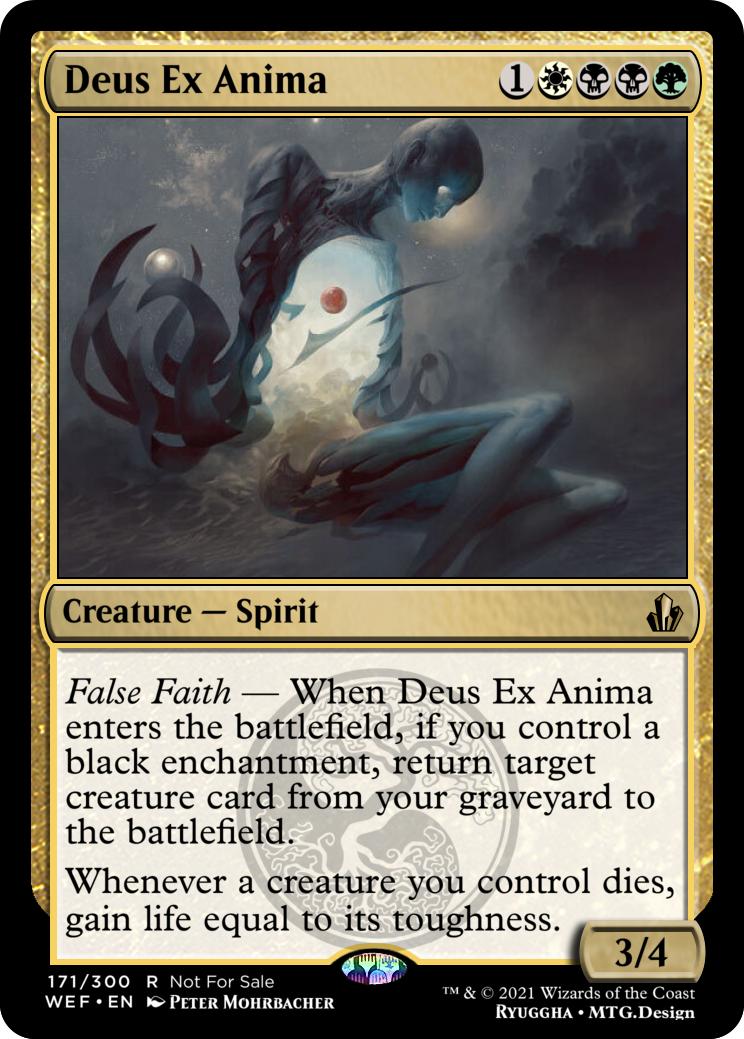 Deus Ex Anima 1
Creature — Spirit
False Faith — When Deus Ex Anima
enters the battlefield, if you control a
black enchantment, return target
creature card from your graveyard to
the battlefield.
Whenever a creature you control dies,
gain life equal to its toughness.
3/4
171/300 R Not For Sale
WEF • EN Peter Mohrbacher
™ & © 2021 Wizards of the Coast
Ryuggha • MTG.Design